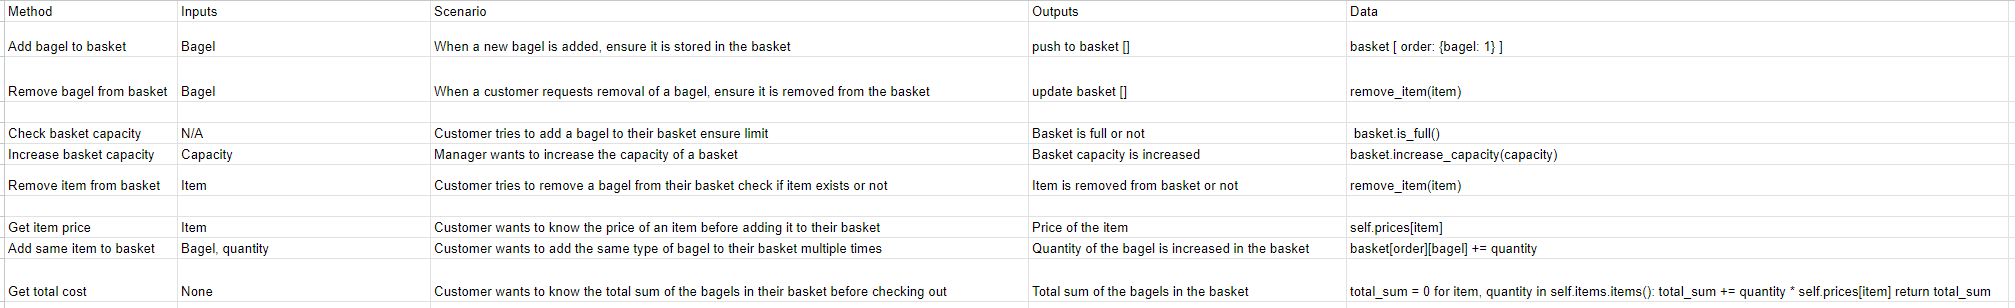 Method Inputs Scenario Outputs Data
Add bagel to basket Bagel When a new bagel is added, ensure it is stored in the basket push to basket [] basket [ order: {bagel: 1} ]
Remove bagel from basket Bagel When a customer requests removal of a bagel, ensure it is removed from the basket update basket [] remove_item(item)
Check basket capacity N/A Customer tries to add a bagel to their basket ensure limit Basket is full or not basket.is_full()
Increase basket capacity Capacity Manager wants to increase the capacity of a basket Basket capacity is increased basket.increase_capacity(capacity)
Remove item from basket Item Customer tries to remove a bagel from their basket check if item exists or not Item is removed from basket or not remove_item(item)
Get item price Item Customer wants to know the price of an item before adding it to their basket Price of the item self.prices[item]
Add same item to basket Bagel, quantity Customer wants to add the same type of bagel to their basket multiple times Quantity of the bagel is increased in the basket basket[order][bagel] += quantity
Get total cost None Customer wants to know the total sum of the bagels in their basket before checking out Total sum of the bagels in the basket total_sum = 0 for item, quantity in self.items.items(): total_sum += quantity * self.prices[item] return total_sum